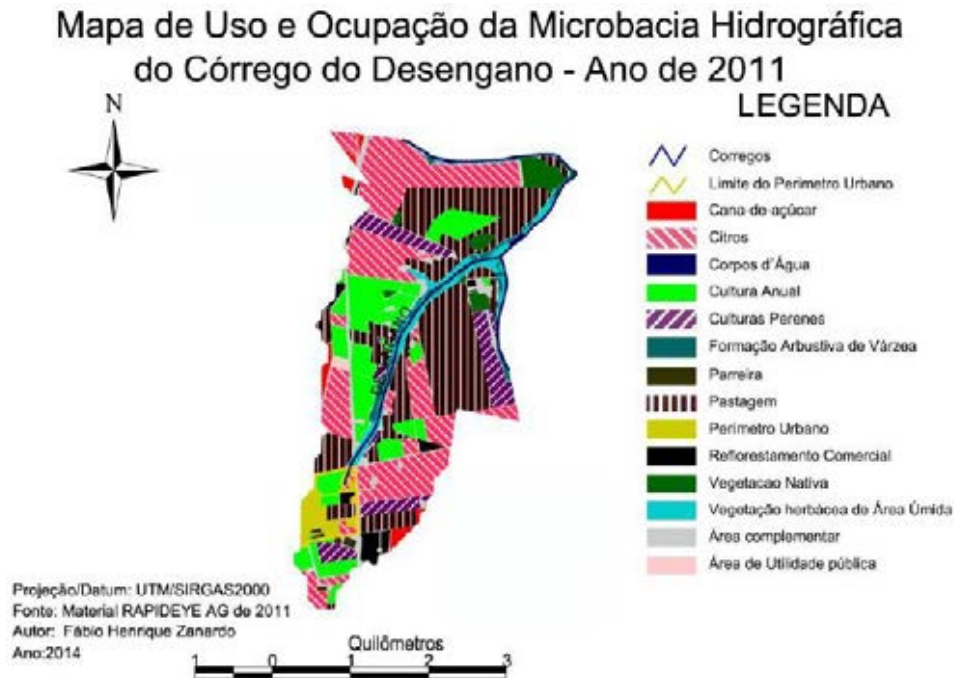 Mapa de Uso e Ocupação da Microbacia Hidrográfica
do Córrego do Desengano - Ano de 2011
LEGENDA
N
Corregos
Limite do Perimetro Urbano
Cana-de-açúcar
Citros
Corpos d'Água
Cultura Anual
Culturas Perenes
Formação Arbustiva de Várzea
Parreira
Pastagem
Perimetro Urbano
Reflorestamento Comercial
Vegetacao Nativa
Vegetação herbácea de Área Úmida
Área complementar
Área de Utilidade pública
Projeção/Datum: UTM/SIRGAS2000
Fonte: Material RAPIDEYE AG de 2011
Autor: Fábio Henrique Zanardo
Ano:2014
Quilômetros
1 0 1 2 3